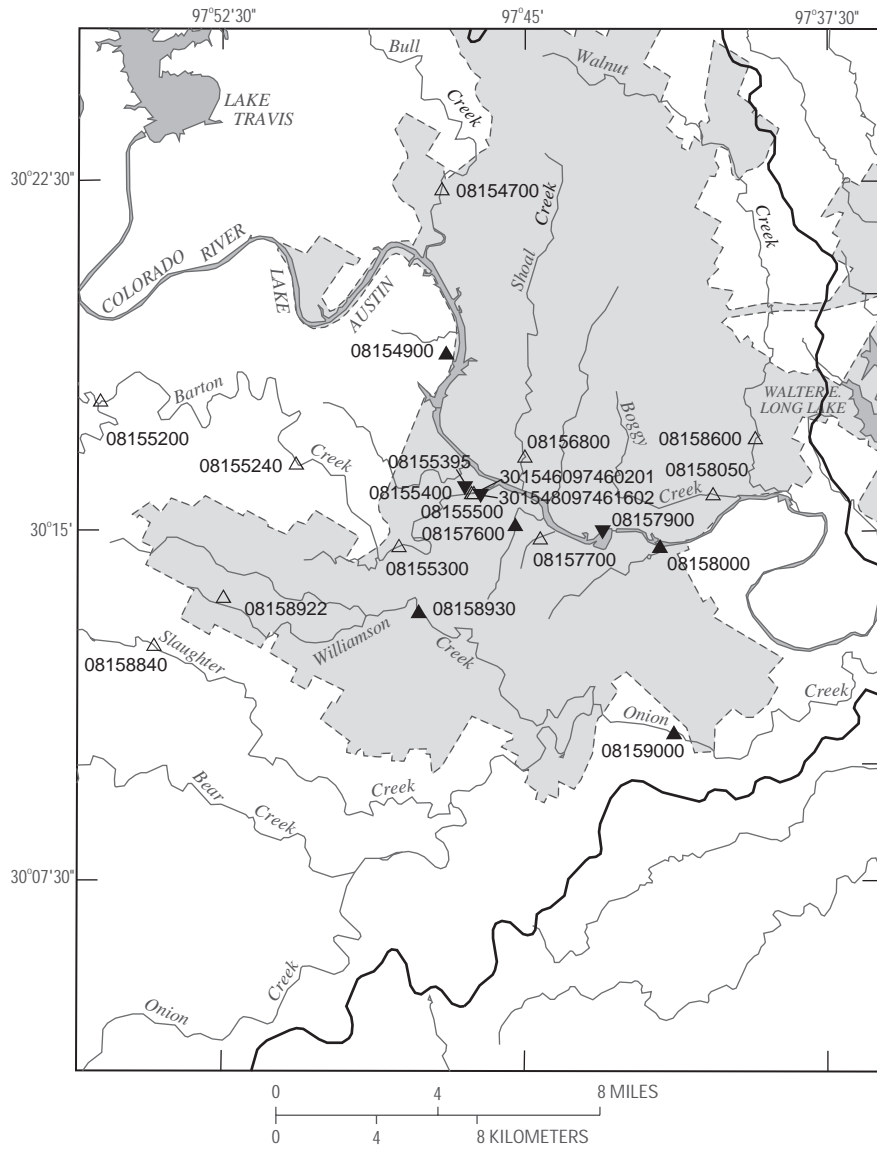 97°52'30"
97°45'
97°37'30"
Bull
Creek
Walnut
LAKE
TRAVIS
30°22'30"
08154700
Creek
Shoal
Creek
COLORADO RIVER
LAKE
AUSTIN
08154900
Barton
WALTER E.
LONG LAKE
08155200
Boggy
08156800
08158600
08155240
Creek
08155395
08158050
301546097460201
08155400
301548097461602
Creek
08155500
08157900
30°15'
08157600
08155300
08157700
08158000
08158922
08158930
Williamson
Creek
Slaughter
08158840
Creek
Onion
08159000
Bear
Creek
Creek
30°07'30"
Creek
Onion
0 4 8 MILES
0 4 8 KILOMETERS